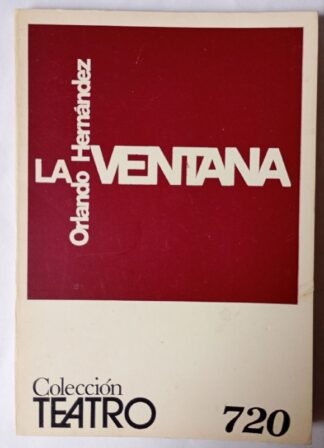 Orlando Hernández
LA VENTANA
Colección
TEATRO
720